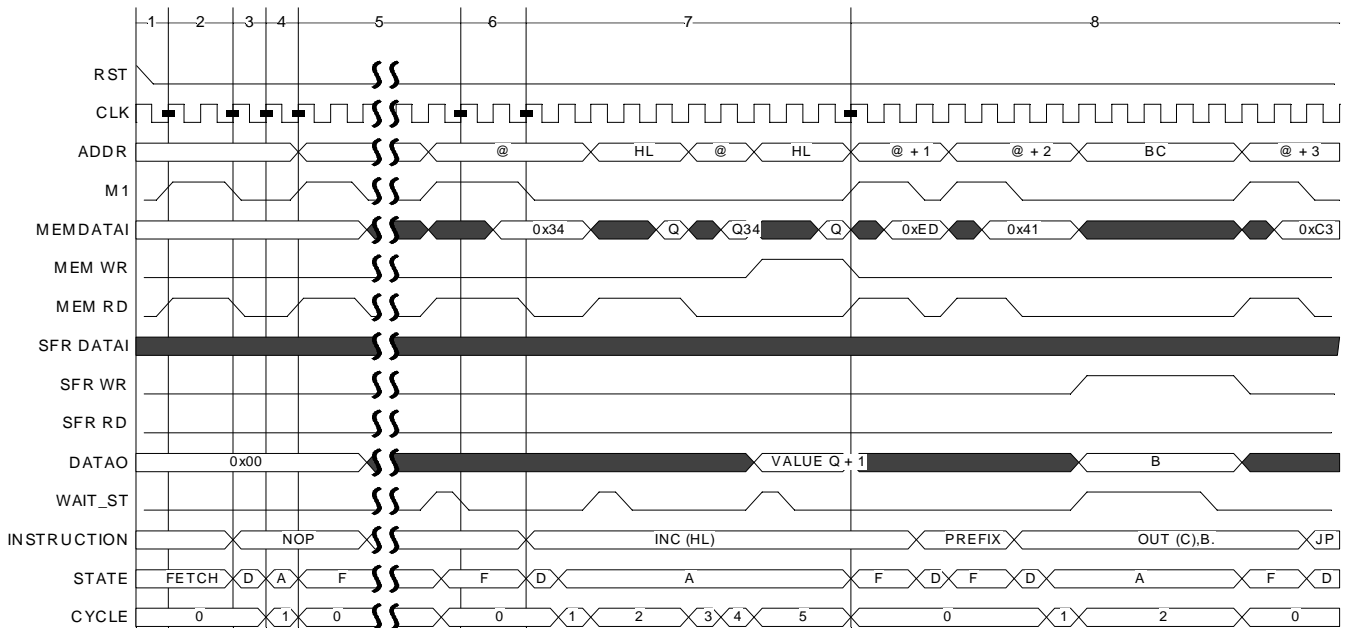 1 2 3 4 5 6 7 8
RST
CLK
ADDR @ HL @ HL @ + 1 @ + 2 BC @ + 3
M1
MEMDATAI 0x34 Q Q34 Q 0xED 0x41 0xC3
MEM WR
MEM RD
SFR DATAI
SFR WR
SFR RD
DATAO 0x00 VALUE Q + 1 B
WAIT_ST
INSTRUCTION NOP INC (HL) PREFIX OUT (C),B. JP
STATE FETCH D A F F D A F D F D A F D
CYCLE 0 1 0 0 1 2 3 4 5 0 1 2 0